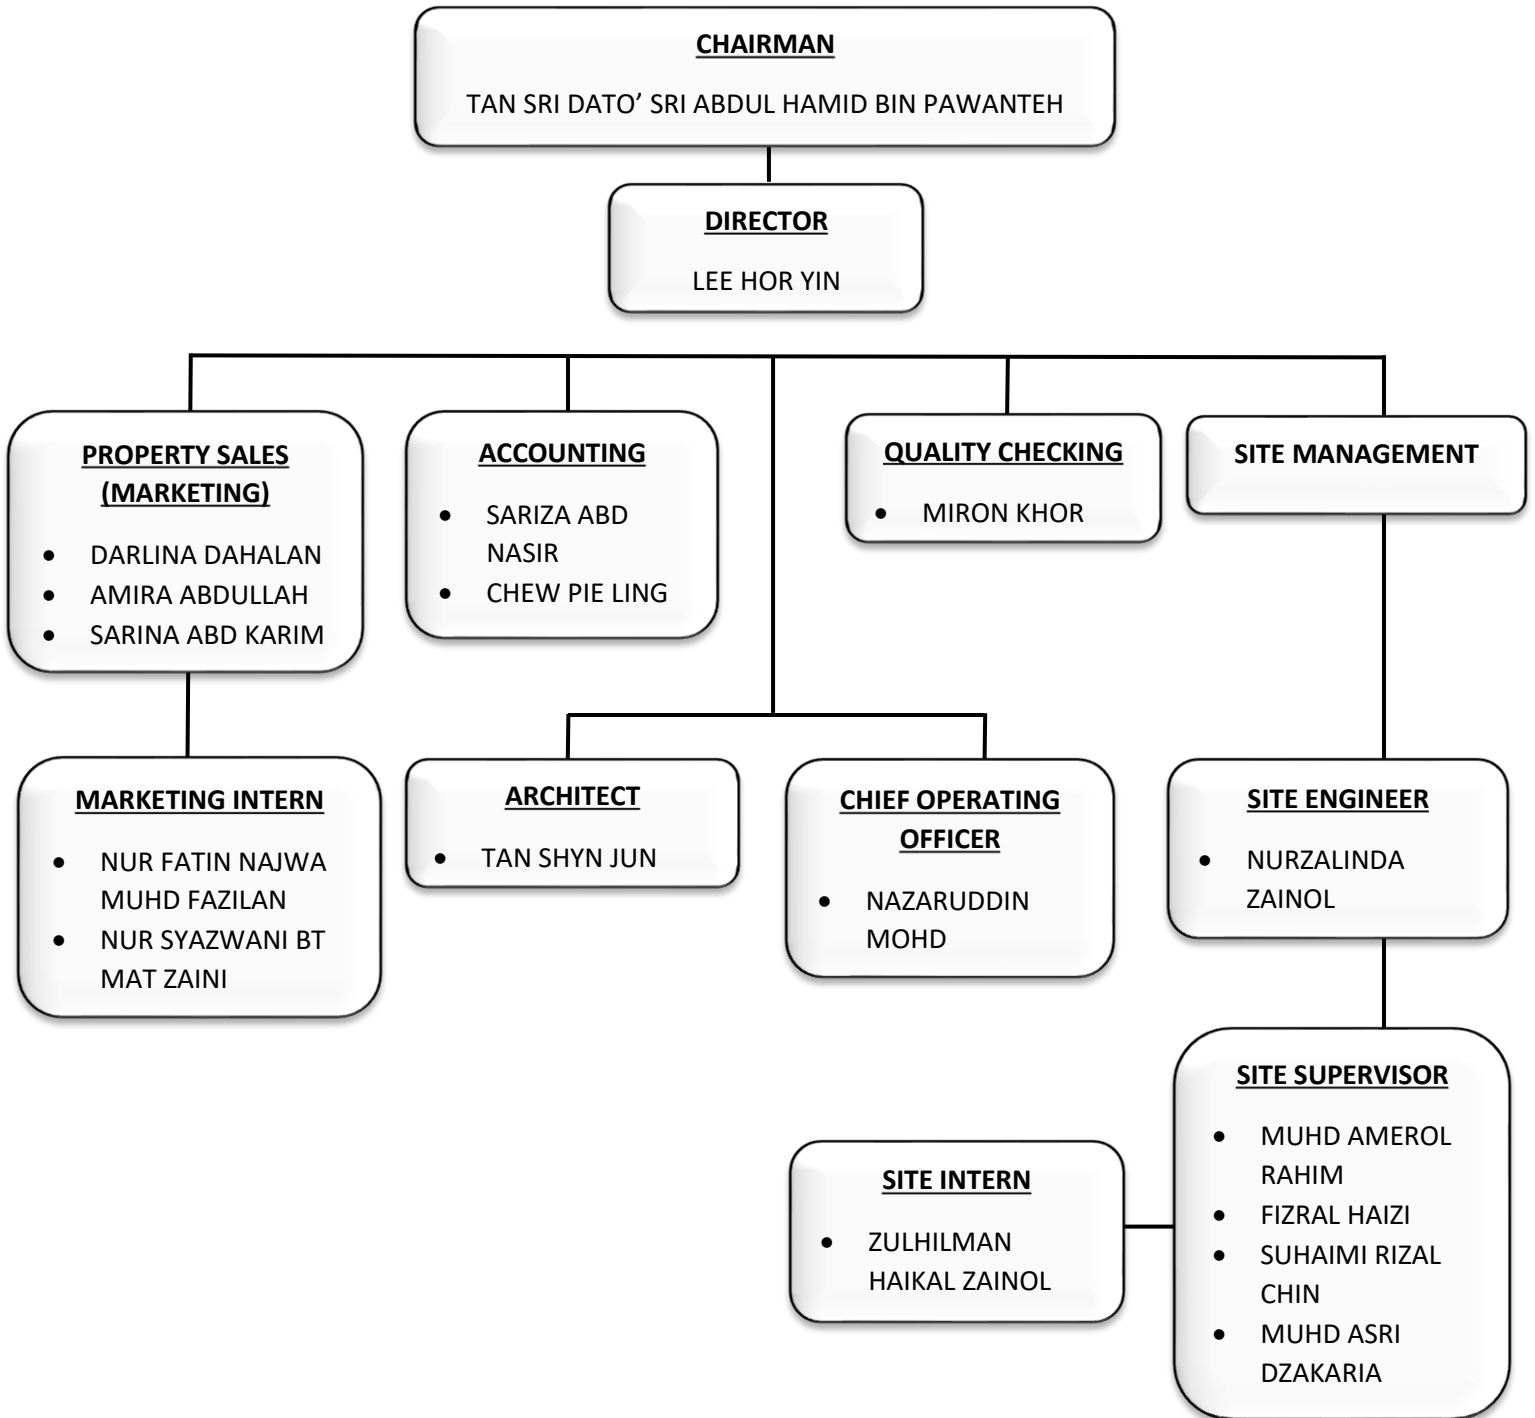 CHAIRMAN
TAN SRI DATO’ SRI ABDUL HAMID BIN PAWANTEH
DIRECTOR
LEE HOR YIN
PROPERTY SALES
(MARKETING)
• DARLINA DAHALAN
• AMIRA ABDULLAH
• SARINA ABD KARIM
ACCOUNTING
• SARIZA ABD
NASIR
• CHEW PIE LING
QUALITY CHECKING
• MIRON KHOR
SITE MANAGEMENT
MARKETING INTERN
• NUR FATIN NAJWA
MUHD FAZILAN
• NUR SYAZWANI BT
MAT ZAINI
ARCHITECT
• TAN SHYN JUN
CHIEF OPERATING
OFFICER
• NAZARUDDIN
MOHD
SITE ENGINEER
• NURZALINDA
ZAINOL
SITE INTERN
• ZULHILMAN
HAIKAL ZAINOL
SITE SUPERVISOR
• MUHD AMEROL
RAHIM
• FIZRAL HAIZI
• SUHAIMI RIZAL
CHIN
• MUHD ASRI
DZAKARIA